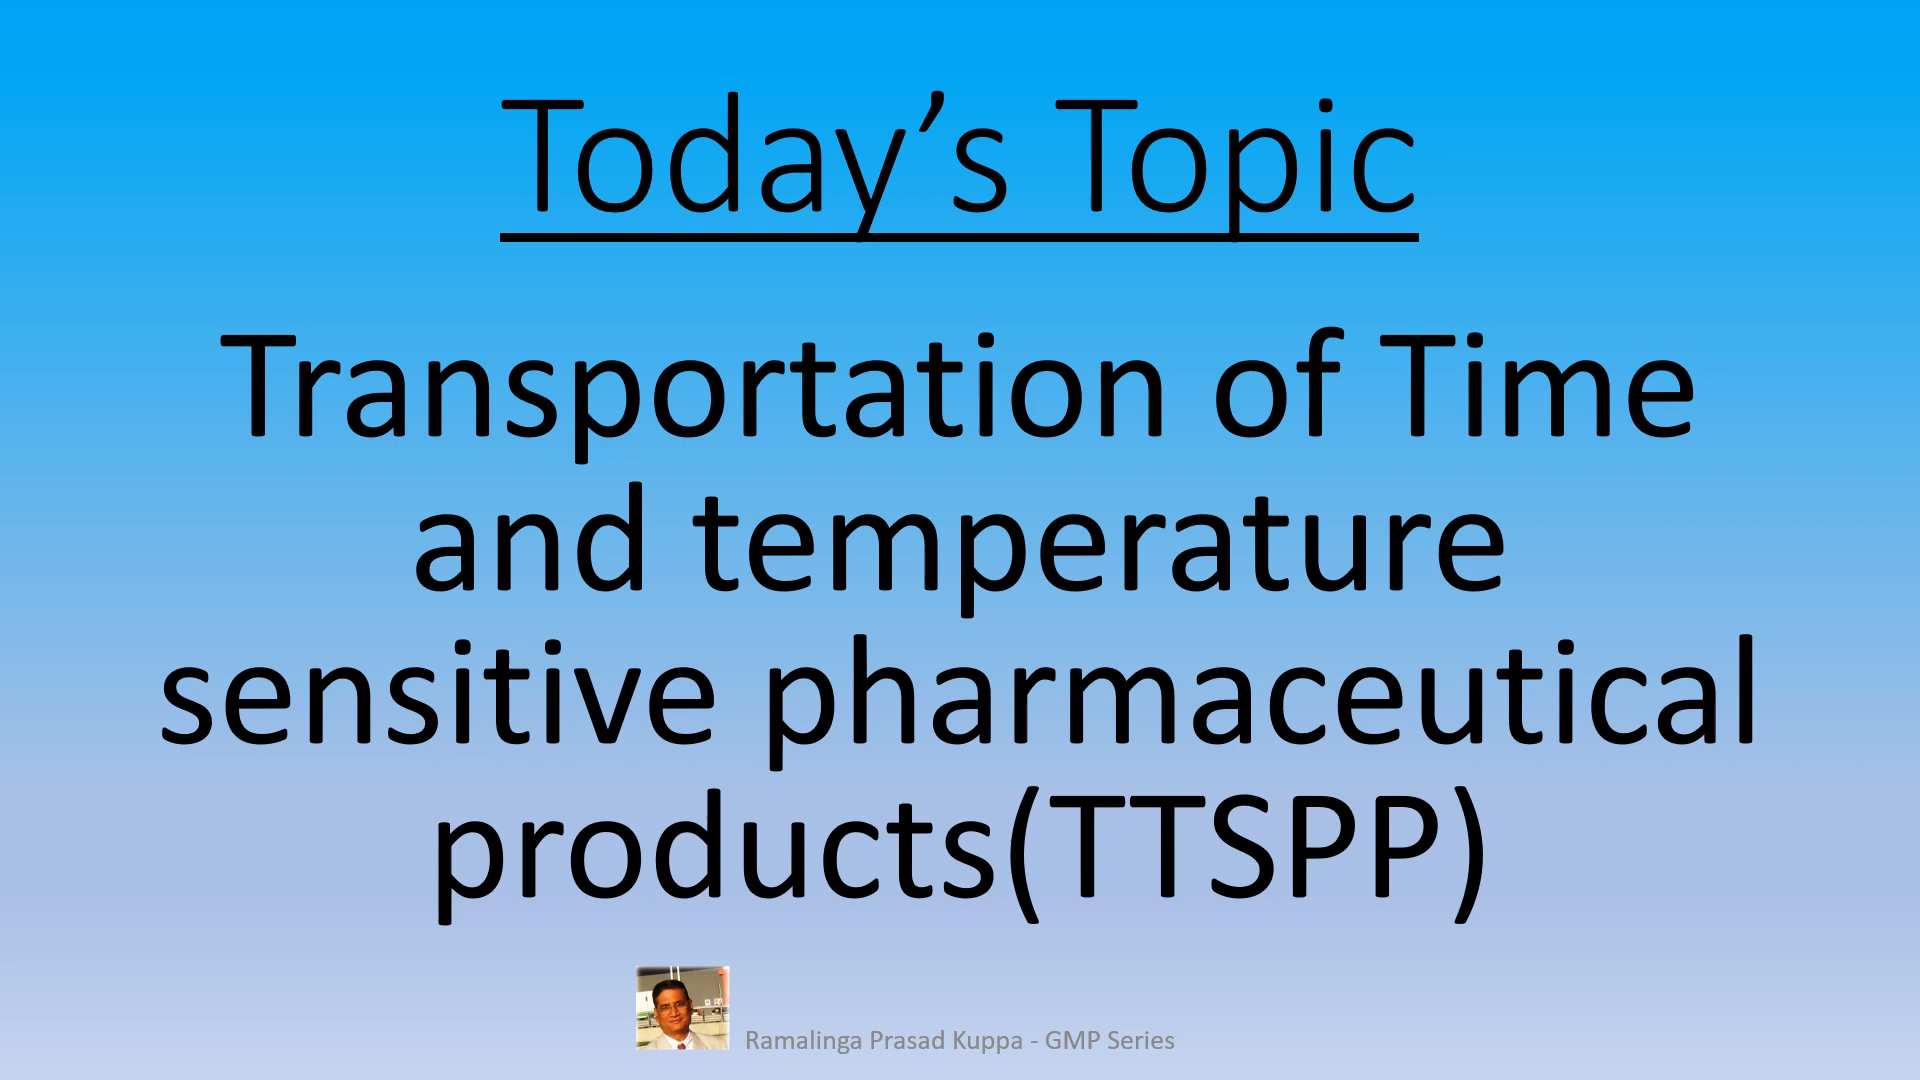 Today’s Topic
Transportation of Time
and temperature
sensitive pharmaceutical
products(TTSPP)
Ramalinga Prasad Kuppa - GMP Series